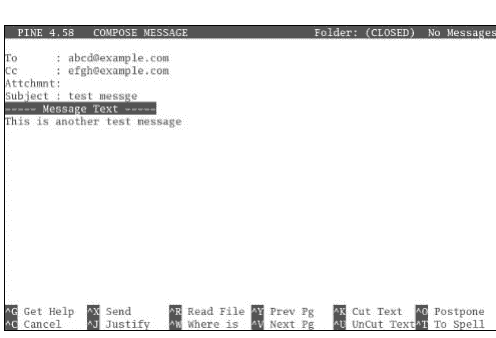 PINE 4.58 COMPOSE MESSAGE Folder: (CLOSED) No Messages
To : abcd@example.com
Cc : efgh@example.com
Attchmnt:
Subject : test messge
----- Message Text -----
This is another test message
^G Get Help ^X Send ^R Read File ^Y Prev Pg ^K Cut Text ^O Postpone
^C Cancel ^J Justify ^W Where is ^V Next Pg ^U UnCut Text ^T To Spell